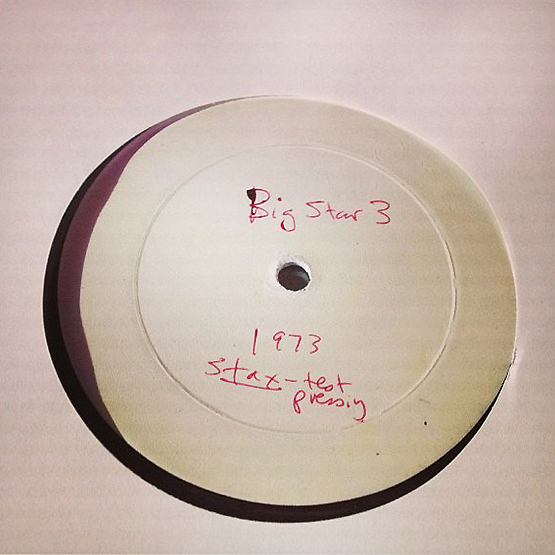 Big Star 3
1973
Stax-test
pressing